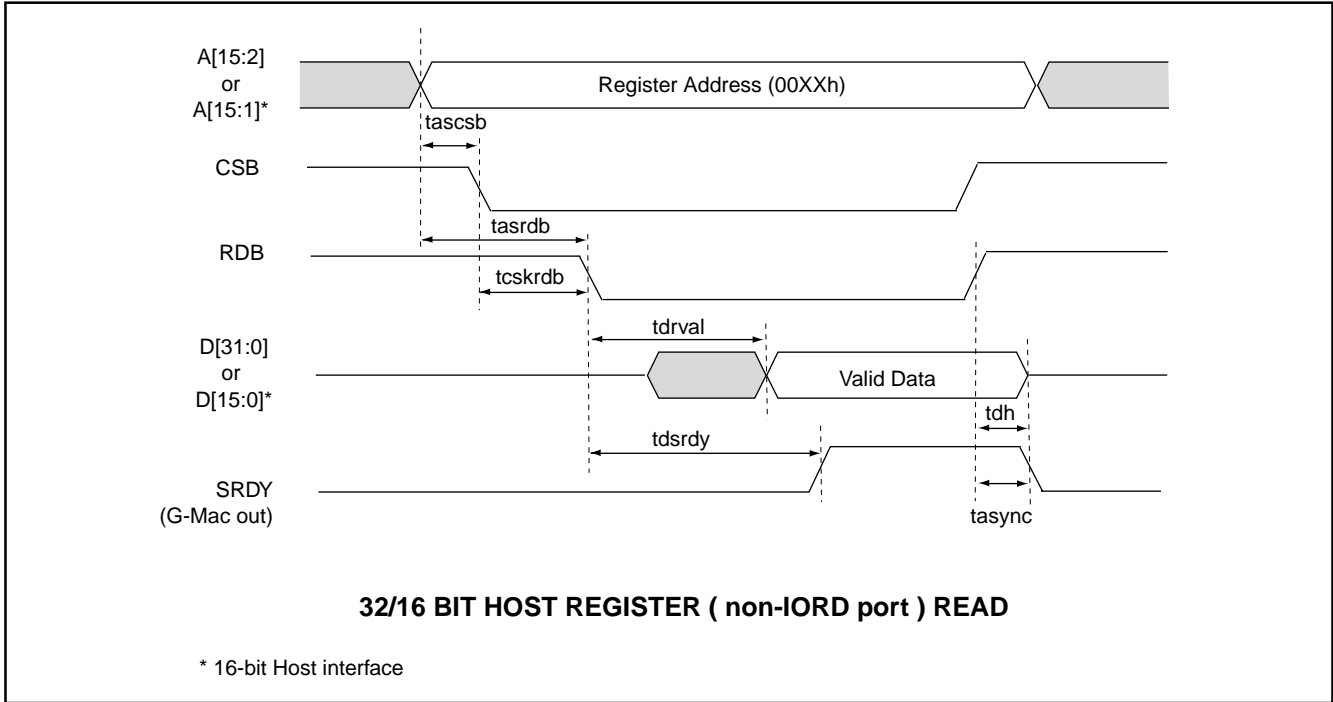 A[15:2]
or
A[15:1]*
Register Address (00XXh)
tascsb
CSB
tasrdb
RDB
tcskrdb
tdrval
D[31:0]
or
D[15:0]*
Valid Data
tdh
tdsrdy
SRDY
(G-Mac out)
tasync
32/16 BIT HOST REGISTER ( non-IORD port ) READ
* 16-bit Host interface